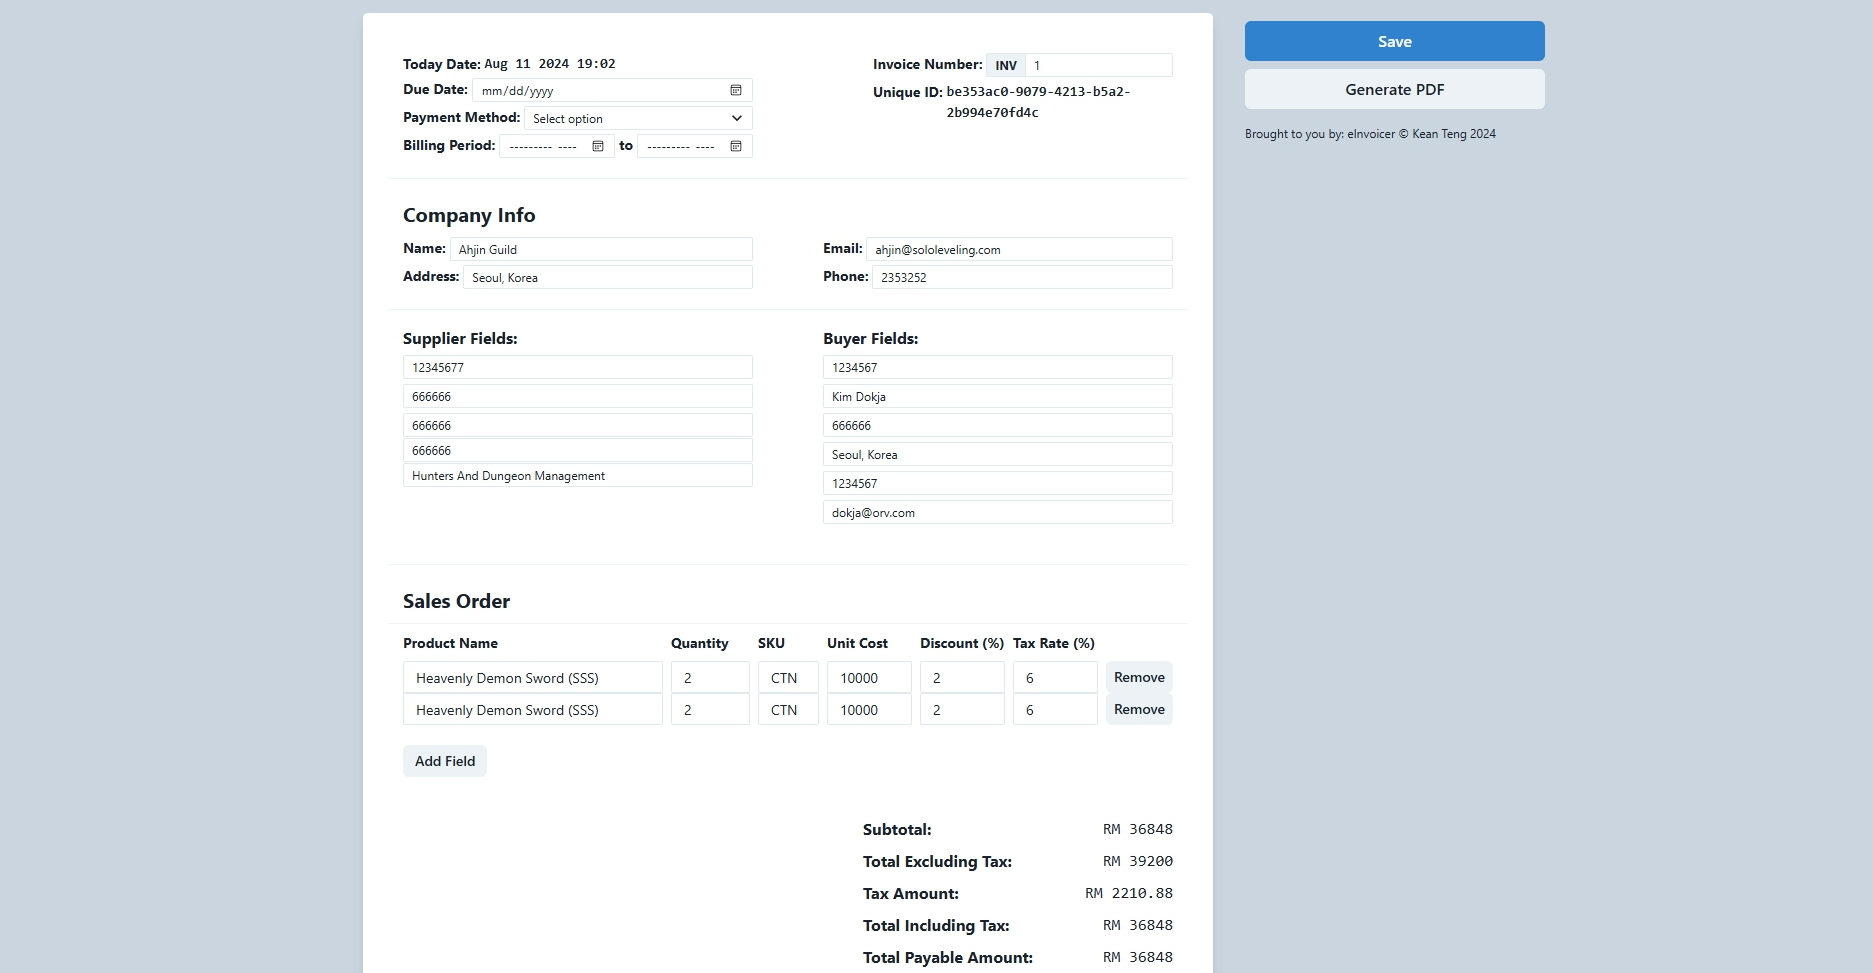 Today Date: Aug 11 2024 19:02
Due Date: mm/dd/yyyy
Payment Method: Select option
Billing Period: --------- ---- to --------- ----
Invoice Number: INV 1
Unique ID: be353ac0-9079-4213-b5a2-
2b994e70fd4c
Save
Generate PDF
Brought to you by: eInvoicer © Kean Teng 2024
Company Info
Name: Ahjin Guild
Address: Seoul, Korea
Email: ahjin@sololeveling.com
Phone: 2353252
Supplier Fields:
12345677
666666
666666
666666
Hunters And Dungeon Management
Buyer Fields:
1234567
Kim Dokja
666666
Seoul, Korea
1234567
dokja@orv.com
Sales Order
Product Name Quantity SKU Unit Cost Discount (%) Tax Rate (%)
Heavenly Demon Sword (SSS) 2 CTN 10000 2 6 Remove
Heavenly Demon Sword (SSS) 2 CTN 10000 2 6 Remove
Add Field
Subtotal: RM 36848
Total Excluding Tax: RM 39200
Tax Amount: RM 2210.88
Total Including Tax: RM 36848
Total Payable Amount: RM 36848